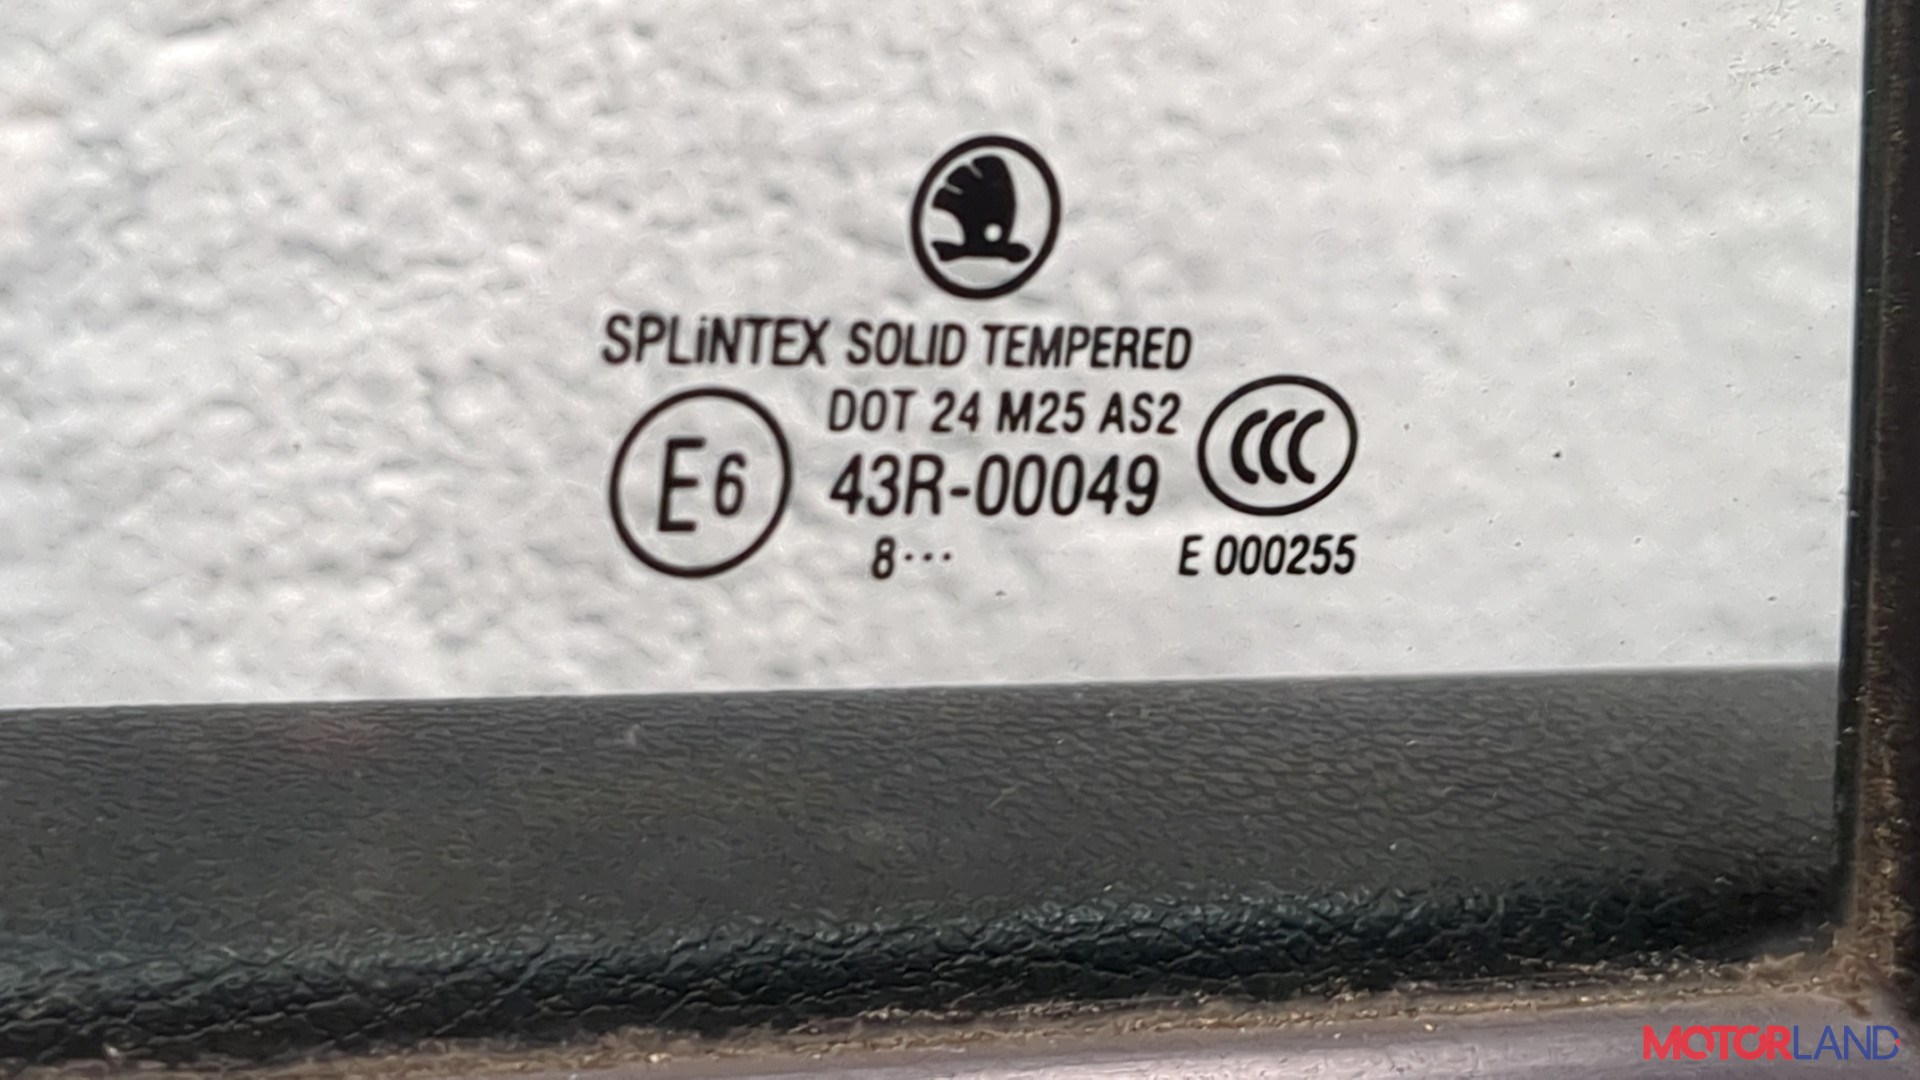 SPLiNTEX SOLID TEMPERED
DOT 24 M25 AS2
CCC
E6
43R-00049
8···
E 000255
MOTORLAND